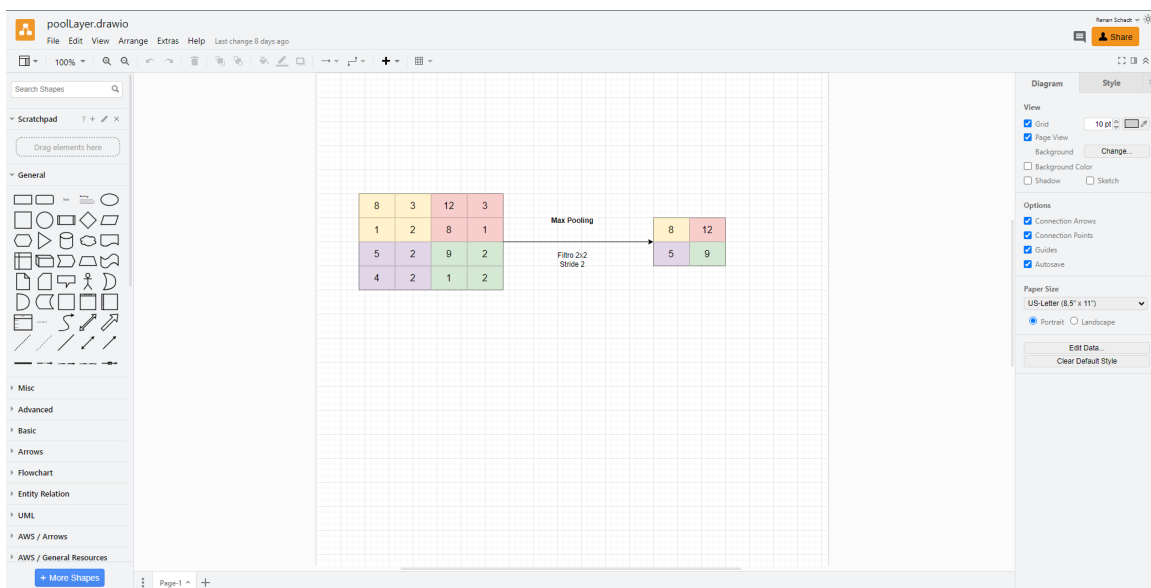 poolLayer.drawio
Renan Schadt
File Edit View Arrange Extras Help Last change 8 days ago
Share
100%
Search Shapes
Scratchpad
?
Drag elements here
General
Misc
Advanced
Basic
Arrows
Flowchart
Entity Relation
UML
AWS / Arrows
AWS / General Resources
+ More Shapes
8 3 12 3
1 2 8 1
5 2 9 2
4 2 1 2
Max Pooling
Filtro 2x2
Stride 2
8 12
5 9
Page-1
Diagram Style
View
Grid 10 pt
Page View
Background Change...
Background Color
Shadow Sketch
Options
Connection Arrows
Connection Points
Guides
Autosave
Paper Size
US-Letter (8,5" x 11")
Portrait Landscape
Edit Data...
Clear Default Style